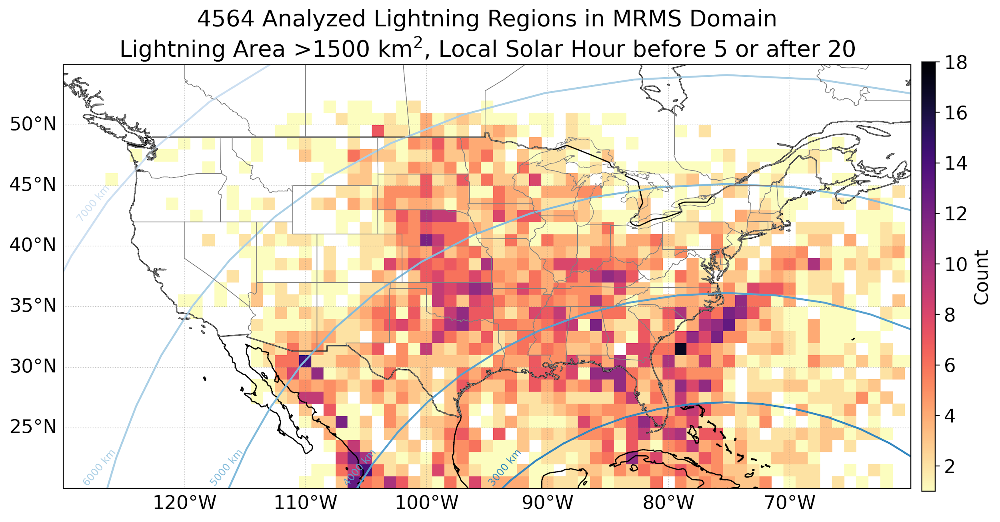 4564 Analyzed Lightning Regions in MRMS Domain
Lightning Area >1500 km², Local Solar Hour before 5 or after 20
50°N
45°N
40°N
35°N
30°N
25°N
120°W
110°W
100°W
90°W
80°W
70°W
7000 km
6000 km
5000 km
4000 km
3000 km
18
16
14
12
10
8
6
4
2
Count